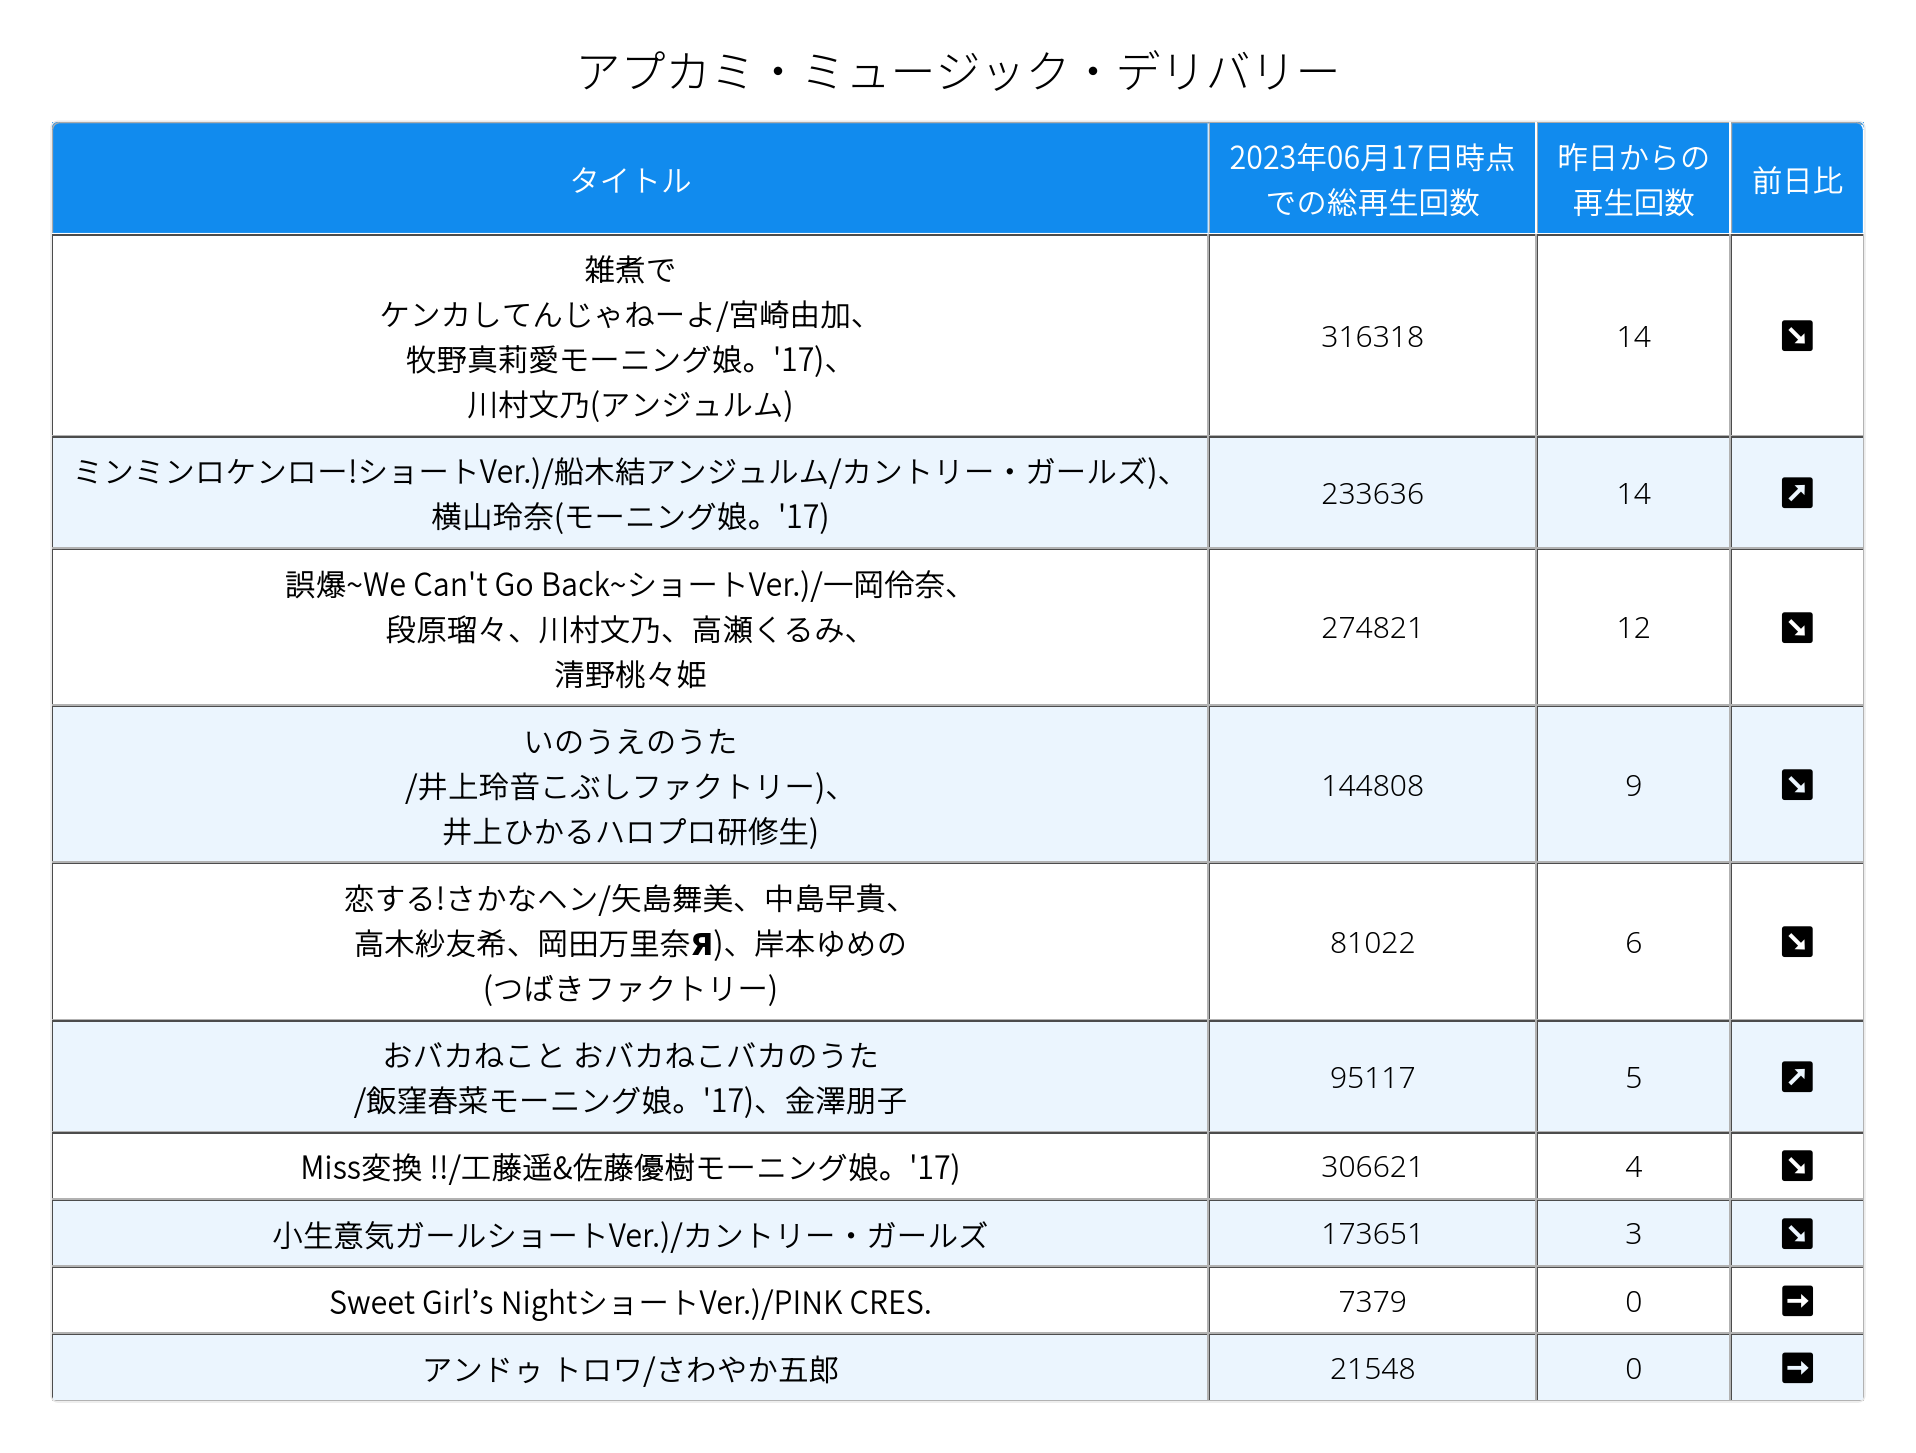 アプカミ・ミュージック・デリバリー
タイトル
2023年06月17日時点
での総再生回数
昨日からの
再生回数
前日比
雑煮で
ケンカしてんじゃねーよ/宮崎由加、
牧野真莉愛モーニング娘。'17)、
川村文乃(アンジュルム)
316318
14
ミンミンロケンロー!ショートVer.)/船木結アンジュルム/カントリー・ガールズ)、
横山玲奈(モーニング娘。'17)
233636
14
誤爆~We Can't Go Back~ショートVer.)/一岡伶奈、
段原瑠々、川村文乃、高瀬くるみ、
清野桃々姫
274821
12
いのうえのうた
/井上玲音こぶしファクトリー)、
井上ひかるハロプロ研修生)
144808
9
恋する!さかなヘン/矢島舞美、中島早貴、
高木紗友希、岡田万里奈Я)、岸本ゆめの
(つばきファクトリー)
81022
6
おバカねこと おバカねこバカのうた
/飯窪春菜モーニング娘。'17)、金澤朋子
95117
5
Miss変換 !!/工藤遥&佐藤優樹モーニング娘。'17)
306621
4
小生意気ガールショートVer.)/カントリー・ガールズ
173651
3
Sweet Girl’s NightショートVer.)/PINK CRES.
7379
0
アンドゥ トロワ/さわやか五郎
21548
0